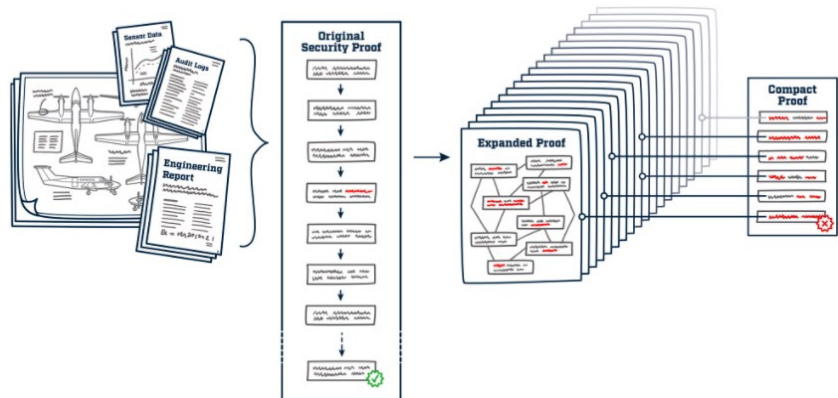 Sensor Data
Audit Logs
Engineering
Report
Original
Security Proof
Expanded Proof
Compact
Proof